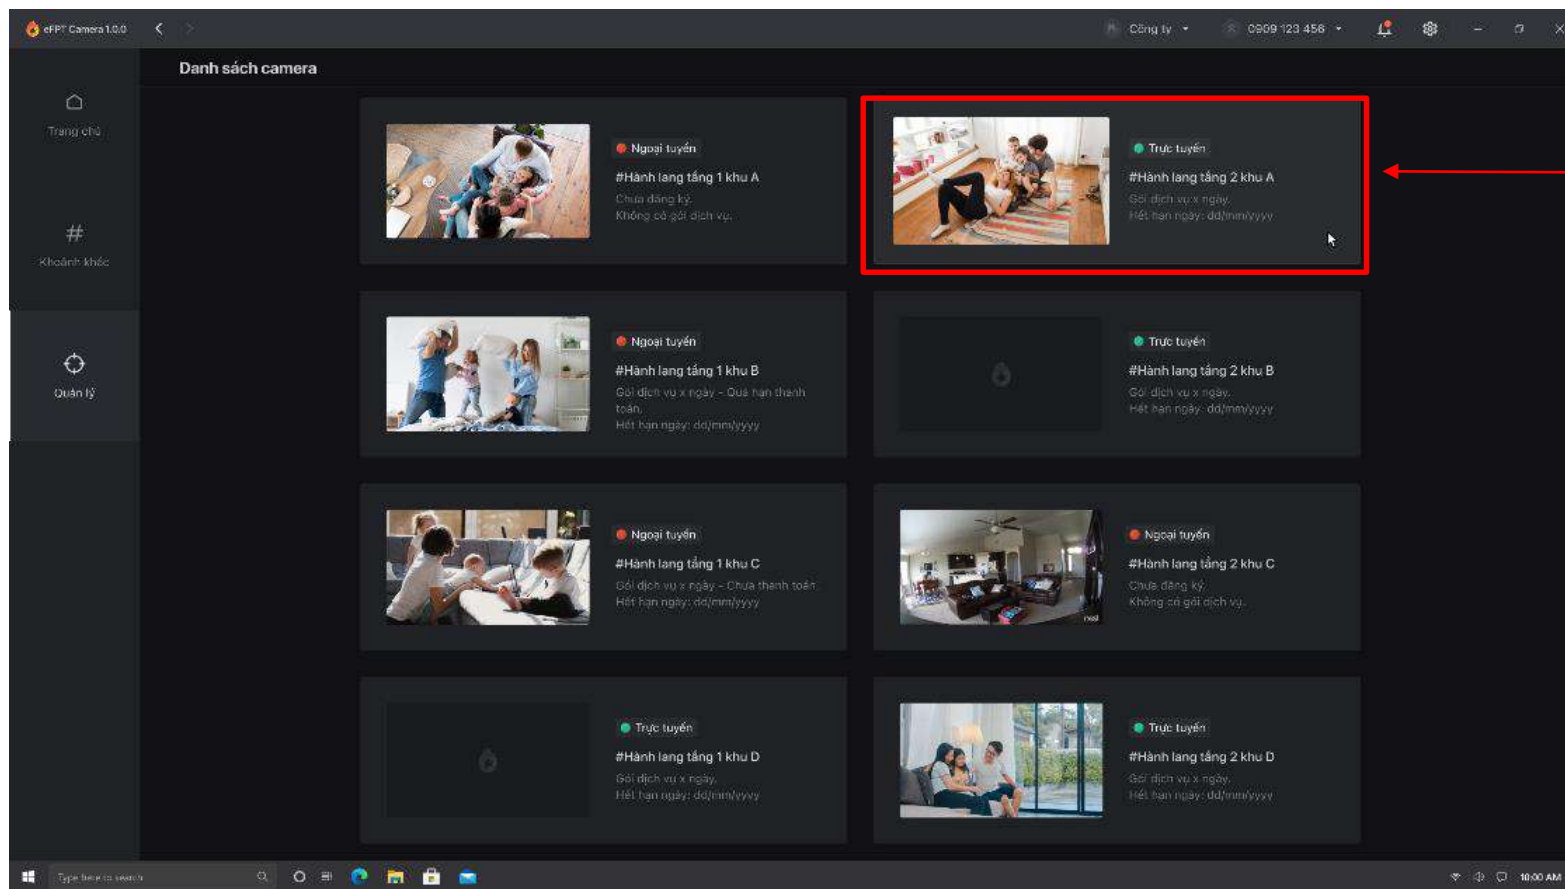 eFPT Camera 1.0.0
Công ty
0909 123 456
Danh sách camera
Trang chủ
Khoảnh khắc
Quản lý
Ngoại tuyến
#Hành lang tầng 1 khu A
Chưa đăng ký.
Không có gói dịch vụ.
Trực tuyến
#Hành lang tầng 2 khu A
Gói dịch vụ x ngày.
Hết hạn ngày: dd/mm/yyyy
Ngoại tuyến
#Hành lang tầng 1 khu B
Gói dịch vụ x ngày - Quá hạn thanh
toán.
Hết hạn ngày: dd/mm/yyyy
Trực tuyến
#Hành lang tầng 2 khu B
Gói dịch vụ x ngày.
Hết hạn ngày: dd/mm/yyyy
Ngoại tuyến
#Hành lang tầng 1 khu C
Gói dịch vụ x ngày - Chưa thanh toán
Hết hạn ngày: dd/mm/yyyy
nest
Ngoại tuyến
#Hành lang tầng 2 khu C
Chưa đăng ký.
Không có gói dịch vụ.
Trực tuyến
#Hành lang tầng 1 khu D
Gói dịch vụ x ngày.
Hết hạn ngày: dd/mm/yyyy
Trực tuyến
#Hành lang tầng 2 khu D
Gói dịch vụ x ngày.
Hết hạn ngày: dd/mm/yyyy
Type here to search
10:00 AM